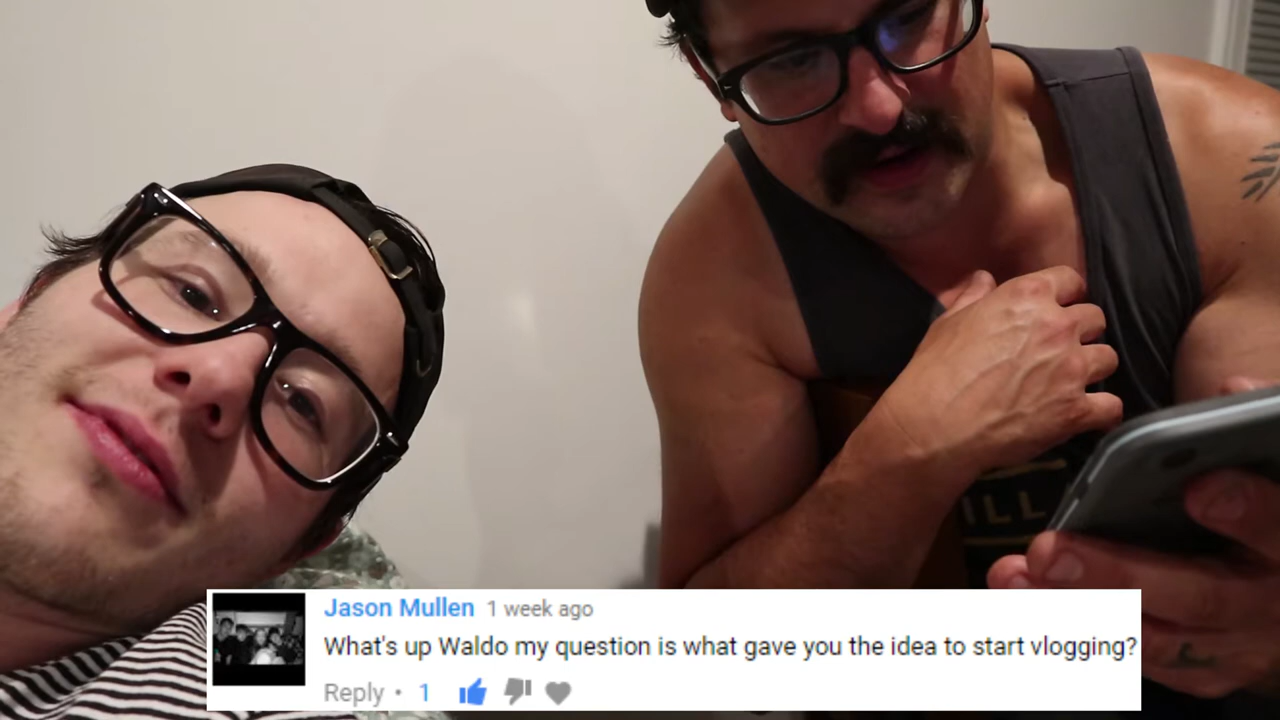 ILL
Jason Mullen 1 week ago
What's up Waldo my question is what gave you the idea to start vlogging?
Reply • 1